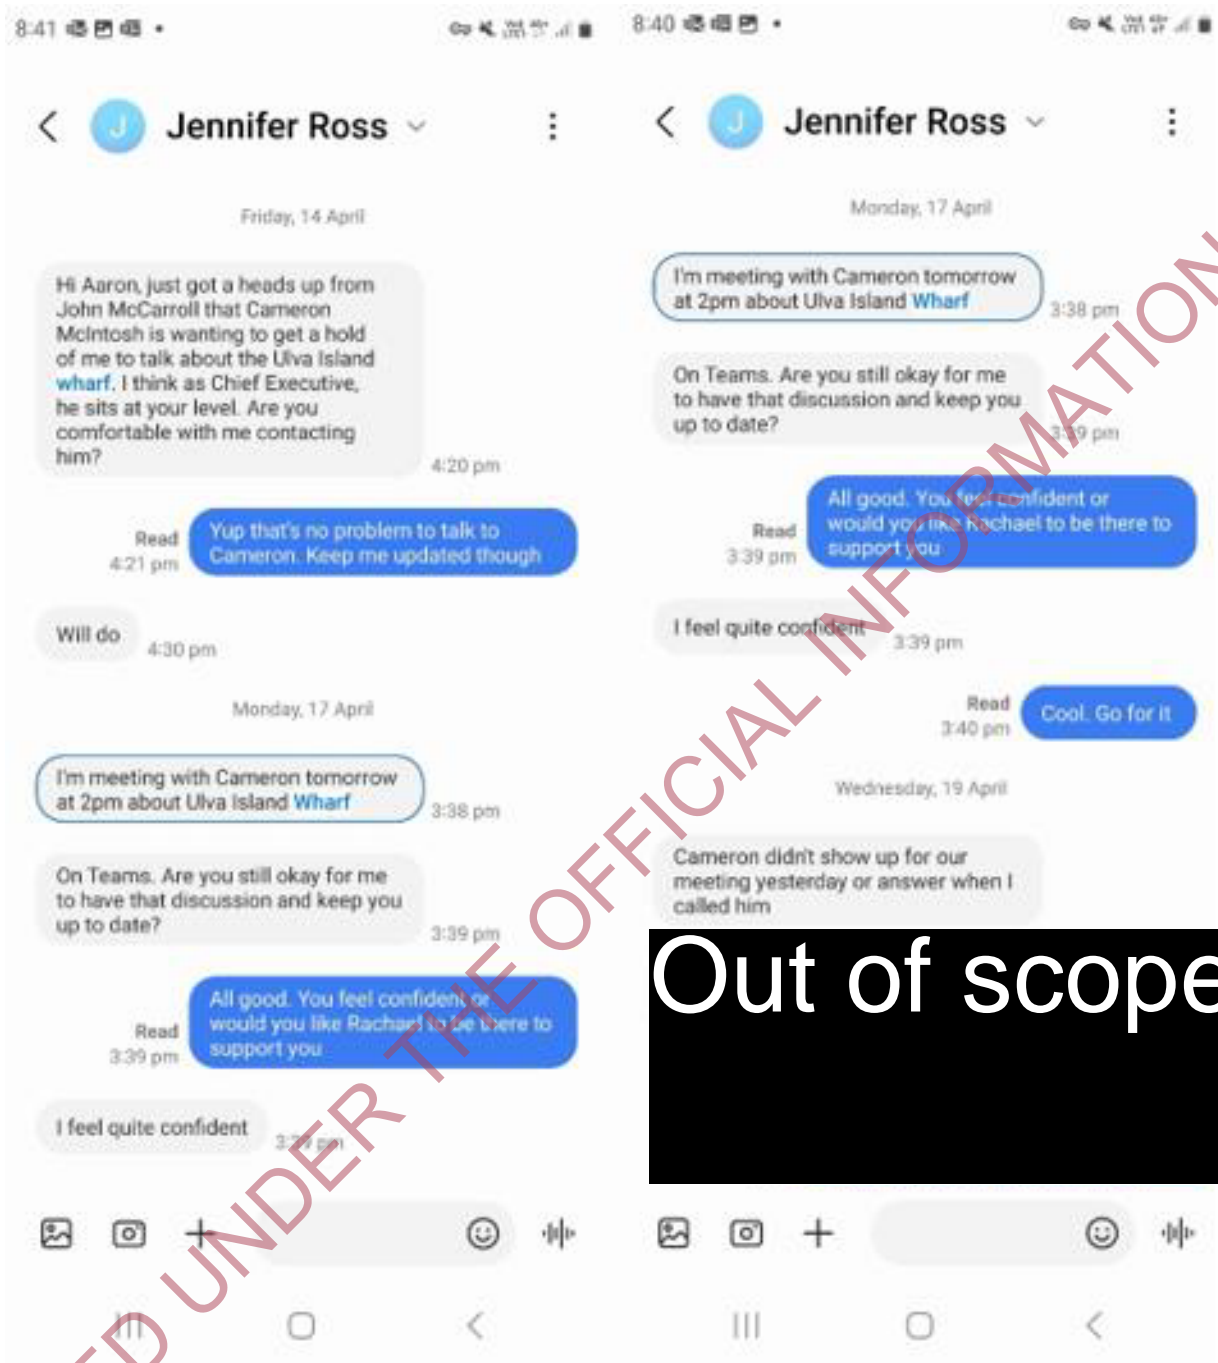 8:41
Jennifer Ross
Friday, 14 April
Hi Aaron, just got a heads up from
John McCarroll that Cameron
McIntosh is wanting to get a hold
of me to talk about the Ulva Island
wharf. I think as Chief Executive,
he sits at your level. Are you
comfortable with me contacting
him?
4:20 pm
Yup that's no problem to talk to
Cameron. Keep me updated though
Read
4:21 pm
Will do
4:30 pm
Monday, 17 April
I'm meeting with Cameron tomorrow
at 2pm about Ulva Island Wharf
3:38 pm
On Teams. Are you still okay for me
to have that discussion and keep you
up to date?
3:39 pm
All good. You feel confident or
would you like Rachael to be there to
support you
Read
3:39 pm
I feel quite confident
3:39 pm
8:40
Jennifer Ross
Monday, 17 April
I'm meeting with Cameron tomorrow
at 2pm about Ulva Island Wharf
3:38 pm
On Teams. Are you still okay for me
to have that discussion and keep you
up to date?
3:39 pm
All good. You feel confident or
would you like Rachael to be there to
support you
Read
3:39 pm
I feel quite confident
3:39 pm
Cool. Go for it
Read
3:40 pm
Wednesday, 19 April
Cameron didn't show up for our
meeting yesterday or answer when I
called him
Out of scope
ED UNDER THE OFFICIAL INFORMATION